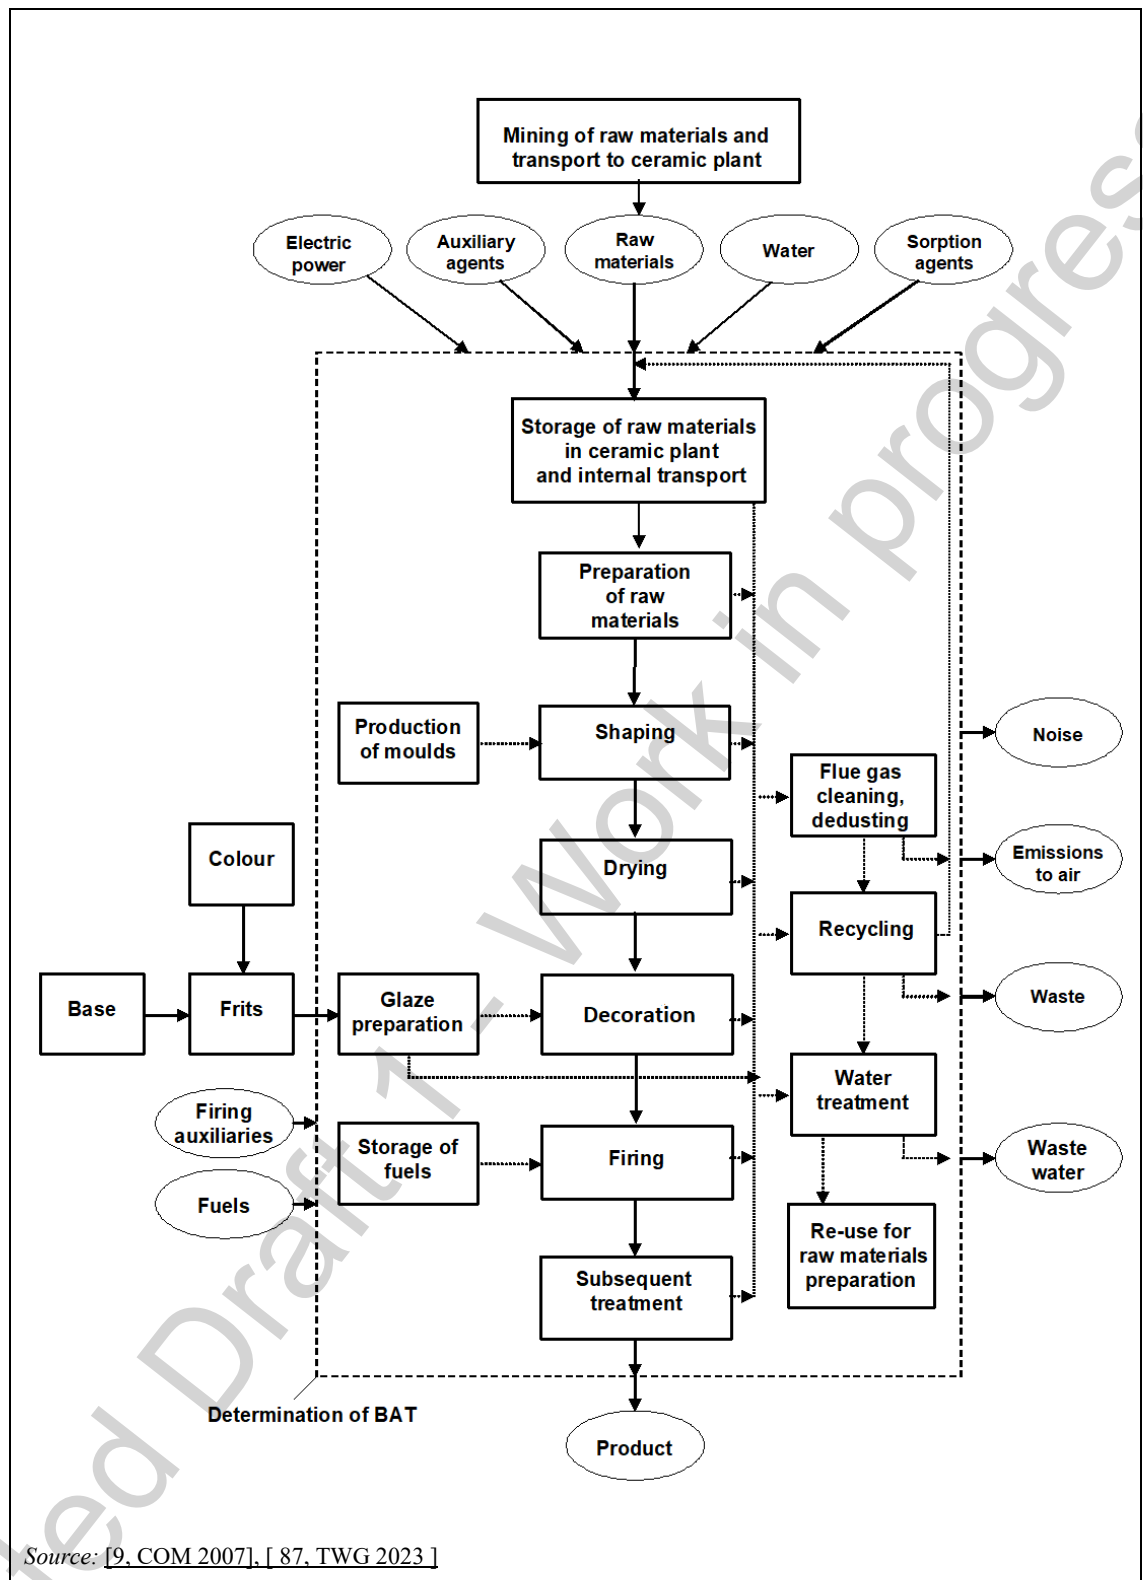 Mining of raw materials and
transport to ceramic plant
Electric
power
Auxiliary
agents
Raw
materials
Water
Sorption
agents
Storage of raw materials
in ceramic plant
and internal transport
Preparation
of raw
materials
Production
of moulds
Shaping
Noise
Flue gas
cleaning,
dedusting
Colour
Drying
Emissions
to air
Recycling
Base
Frits
Glaze
preparation
Decoration
Waste
Water
treatment
Firing
auxiliaries
Storage of
fuels
Firing
Waste
water
Fuels
Re-use for
raw materials
preparation
Subsequent
treatment
Determination of BAT
Product
Source: [9, COM 2007], [ 87, TWG 2023 ]
ted Draft 1 - Work in progress